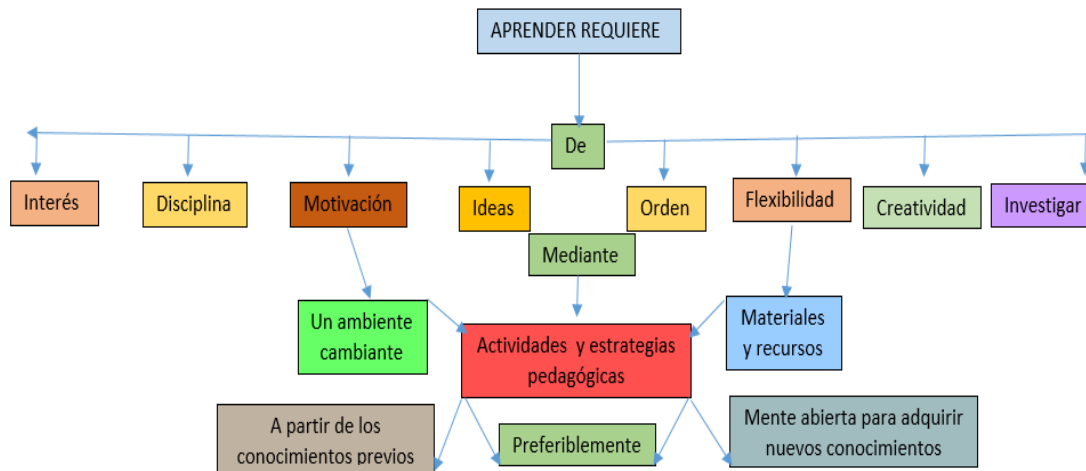 APRENDER REQUIERE
De
Interés
Disciplina
Motivación
Ideas
Orden
Flexibilidad
Creatividad
Investigar
Mediante
Un ambiente
cambiante
Actividades y estrategias
pedagógicas
Materiales
y recursos
A partir de los
conocimientos previos
Preferiblemente
Mente abierta para adquirir
nuevos conocimientos